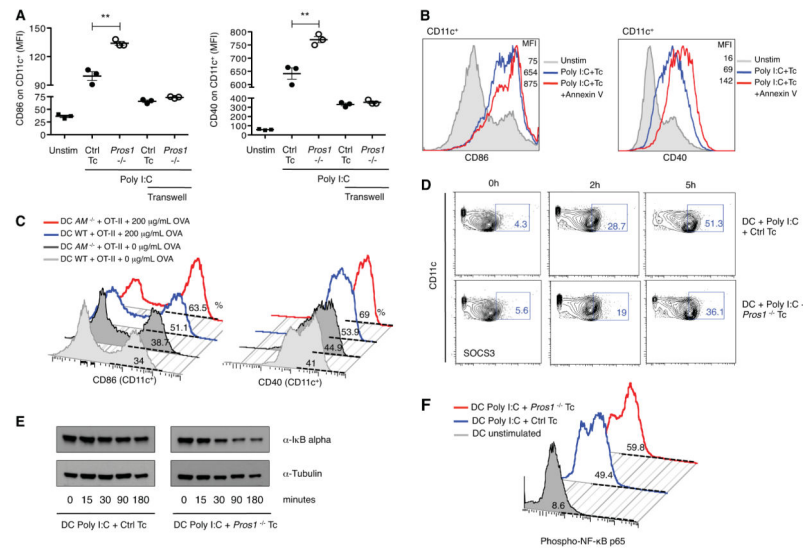 A
**
CD86 on CD11c⁺ (MFI)
150
120
90
75
50
25
0
Unstim
Ctrl Tc
Pros1 -/-
Ctrl Tc
Pros1 -/-
Poly I:C
Transwell
**
CD40 on CD11c⁺ (MFI)
800
750
700
650
600
550
400
300
200
100
0
Unstim
Ctrl Tc
Pros1 -/-
Ctrl Tc
Pros1 -/-
Poly I:C
Transwell
B
CD11c⁺
MFI
75 Unstim
654 Poly I:C+Tc
875 Poly I:C+Tc
+Annexin V
CD86
CD11c⁺
MFI
16 Unstim
69 Poly I:C+Tc
142 Poly I:C+Tc
+Annexin V
CD40
C
DC AM⁻/⁻ + OT-II + 200 µg/mL OVA
DC WT + OT-II + 200 µg/mL OVA
DC AM⁻/⁻ + OT-II + 0 µg/mL OVA
DC WT + OT-II + 0 µg/mL OVA
%
63.5
51.1
38.7
34
CD86 (CD11c⁺)
%
69
53.9
44.9
41
CD40 (CD11c⁺)
D
0h 2h 5h
4.3 28.7 51.3
DC + Poly I:C
+ Ctrl Tc
CD11c
5.6 19 36.1
DC + Poly I:C +
Pros1⁻/⁻ Tc
SOCS3
E
α-IκB alpha
α-Tubulin
0 15 30 90 180 0 15 30 90 180 minutes
DC Poly I:C + Ctrl Tc DC Poly I:C + Pros1⁻/⁻ Tc
F
DC Poly I:C + Pros1⁻/⁻ Tc
DC Poly I:C + Ctrl Tc
DC unstimulated
59.8
49.4
8.6
Phospho-NF-κB p65